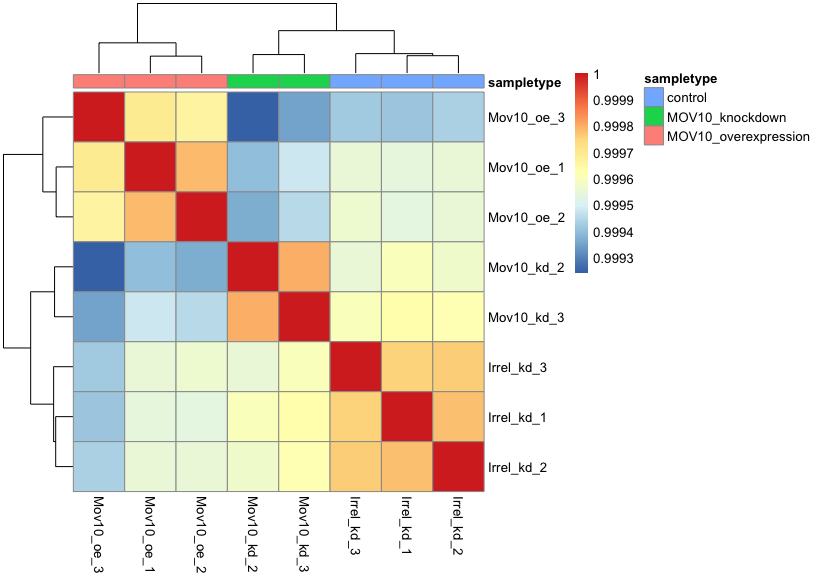 sampletype
Mov10_oe_3
Mov10_oe_1
Mov10_oe_2
Mov10_kd_2
Mov10_kd_3
Irrel_kd_3
Irrel_kd_1
Irrel_kd_2
Mov10_oe_3
Mov10_oe_1
Mov10_oe_2
Mov10_kd_2
Mov10_kd_3
Irrel_kd_3
Irrel_kd_1
Irrel_kd_2
1
0.9999
0.9998
0.9997
0.9996
0.9995
0.9994
0.9993
sampletype
control
MOV10_knockdown
MOV10_overexpression